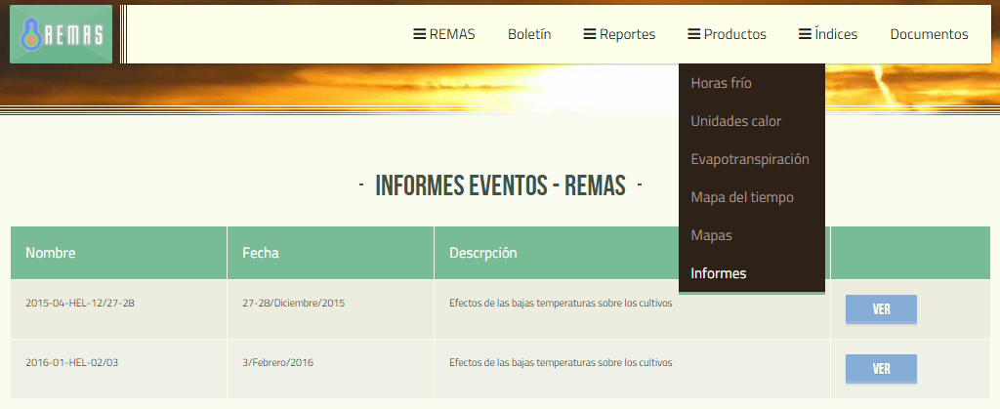 REMAS
REMAS Boletín Reportes Productos Índices Documentos
Horas frío
Unidades calor
Evapotranspiración
Mapa del tiempo
Mapas
Informes
- INFORMES EVENTOS - REMAS -
Nombre Fecha Descrpción
2015-04-HEL-12/27-28 27-28/Diciembre/2015 Efectos de las bajas temperaturas sobre los cultivos VER
2016-01-HEL-02/03 3/Febrero/2016 Efectos de las bajas temperaturas sobre los cultivos VER